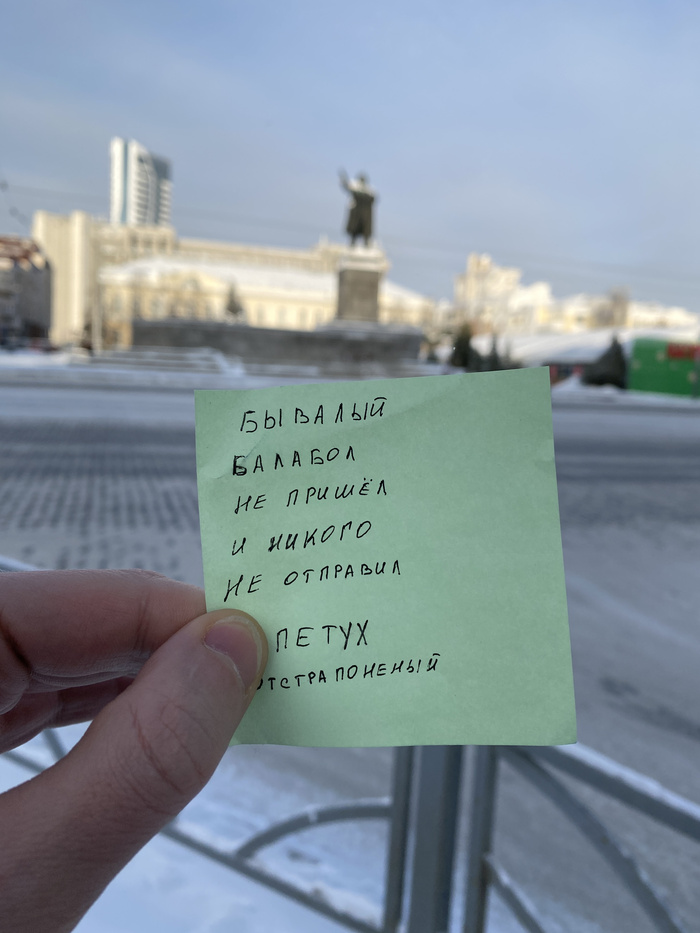 БЫВАЛЫЙ
БАЛАБОЛ
НЕ ПРИШЁЛ
И НИКОГО
НЕ ОТПРАВИЛ
ПЕТУХ
ОТСТРАПОНЕНЫЙ